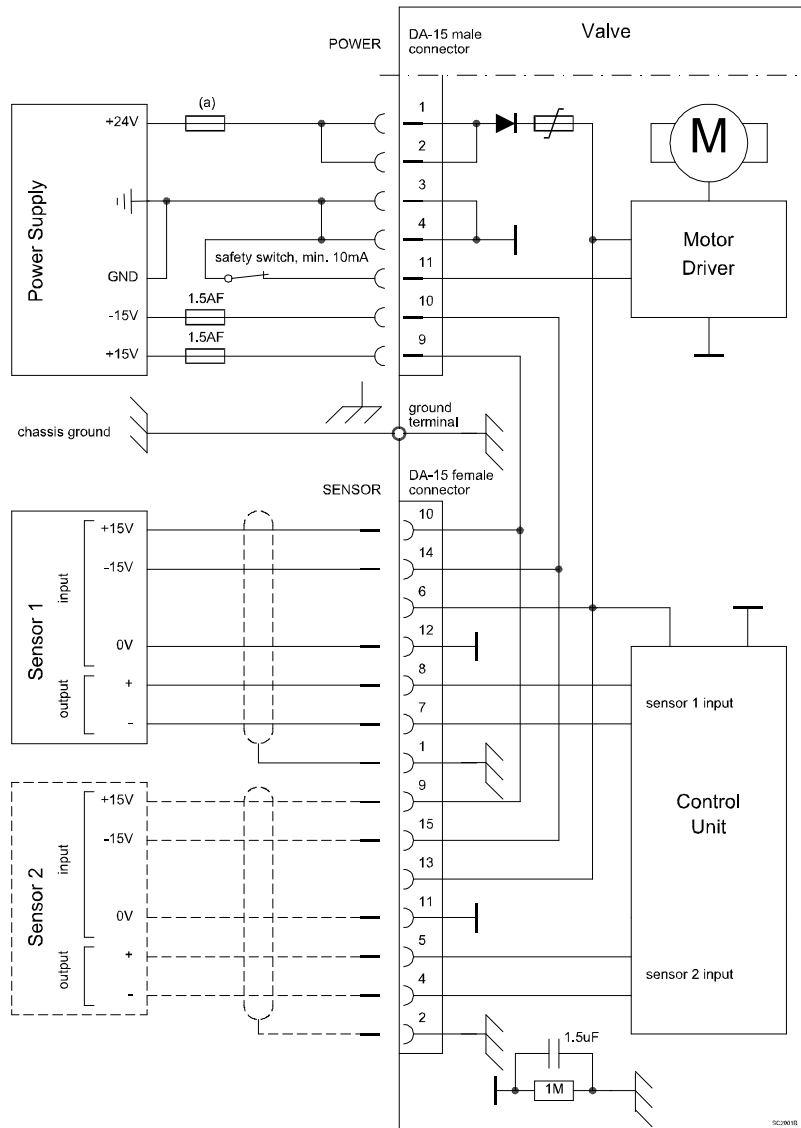 POWER
DA-15 male
connector
Valve
Power Supply
+24V
(a)
1
2
3
4
GND
safety switch, min. 10mA
11
-15V
1.5AF
10
+15V
1.5AF
9
M
Motor
Driver
chassis ground
ground
terminal
SENSOR
DA-15 female
connector
Sensor 1
input
+15V
10
-15V
14
6
0V
12
output
+
8
-
7
1
sensor 1 input
Sensor 2
input
+15V
9
-15V
15
13
0V
11
output
+
5
-
4
2
Control
Unit
sensor 2 input
1.5uF
1M
SC2001B